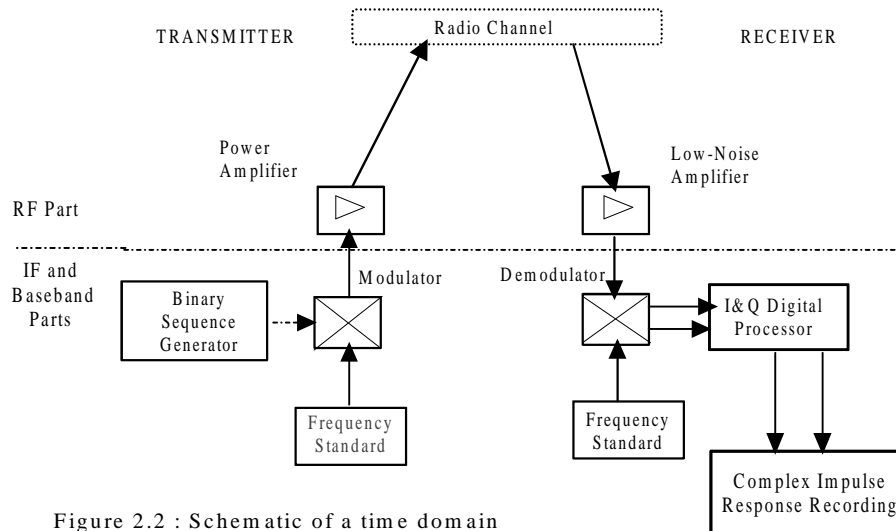 TRANSMITTER
Radio Channel
RECEIVER
Power
Amplifier
Low-Noise
Amplifier
RF Part
IF and
Baseband
Parts
Modulator
Demodulator
Binary
Sequence
Generator
I&Q Digital
Processor
Frequency
Standard
Frequency
Standard
Complex Impulse
Response Recording
Figure 2.2 : Schematic of a time domain